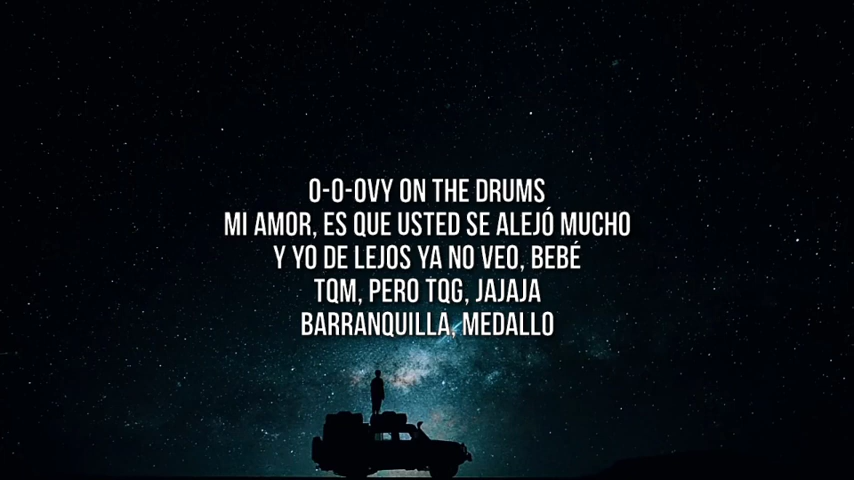 O-O-OVY ON THE DRUMS
MI AMOR, ES QUE USTED SE ALEJÓ MUCHO
Y YO DE LEJOS YA NO VEO, BEBÉ
TQM, PERO TQG, JAJAJA
BARRANQUILLA, MEDALLO